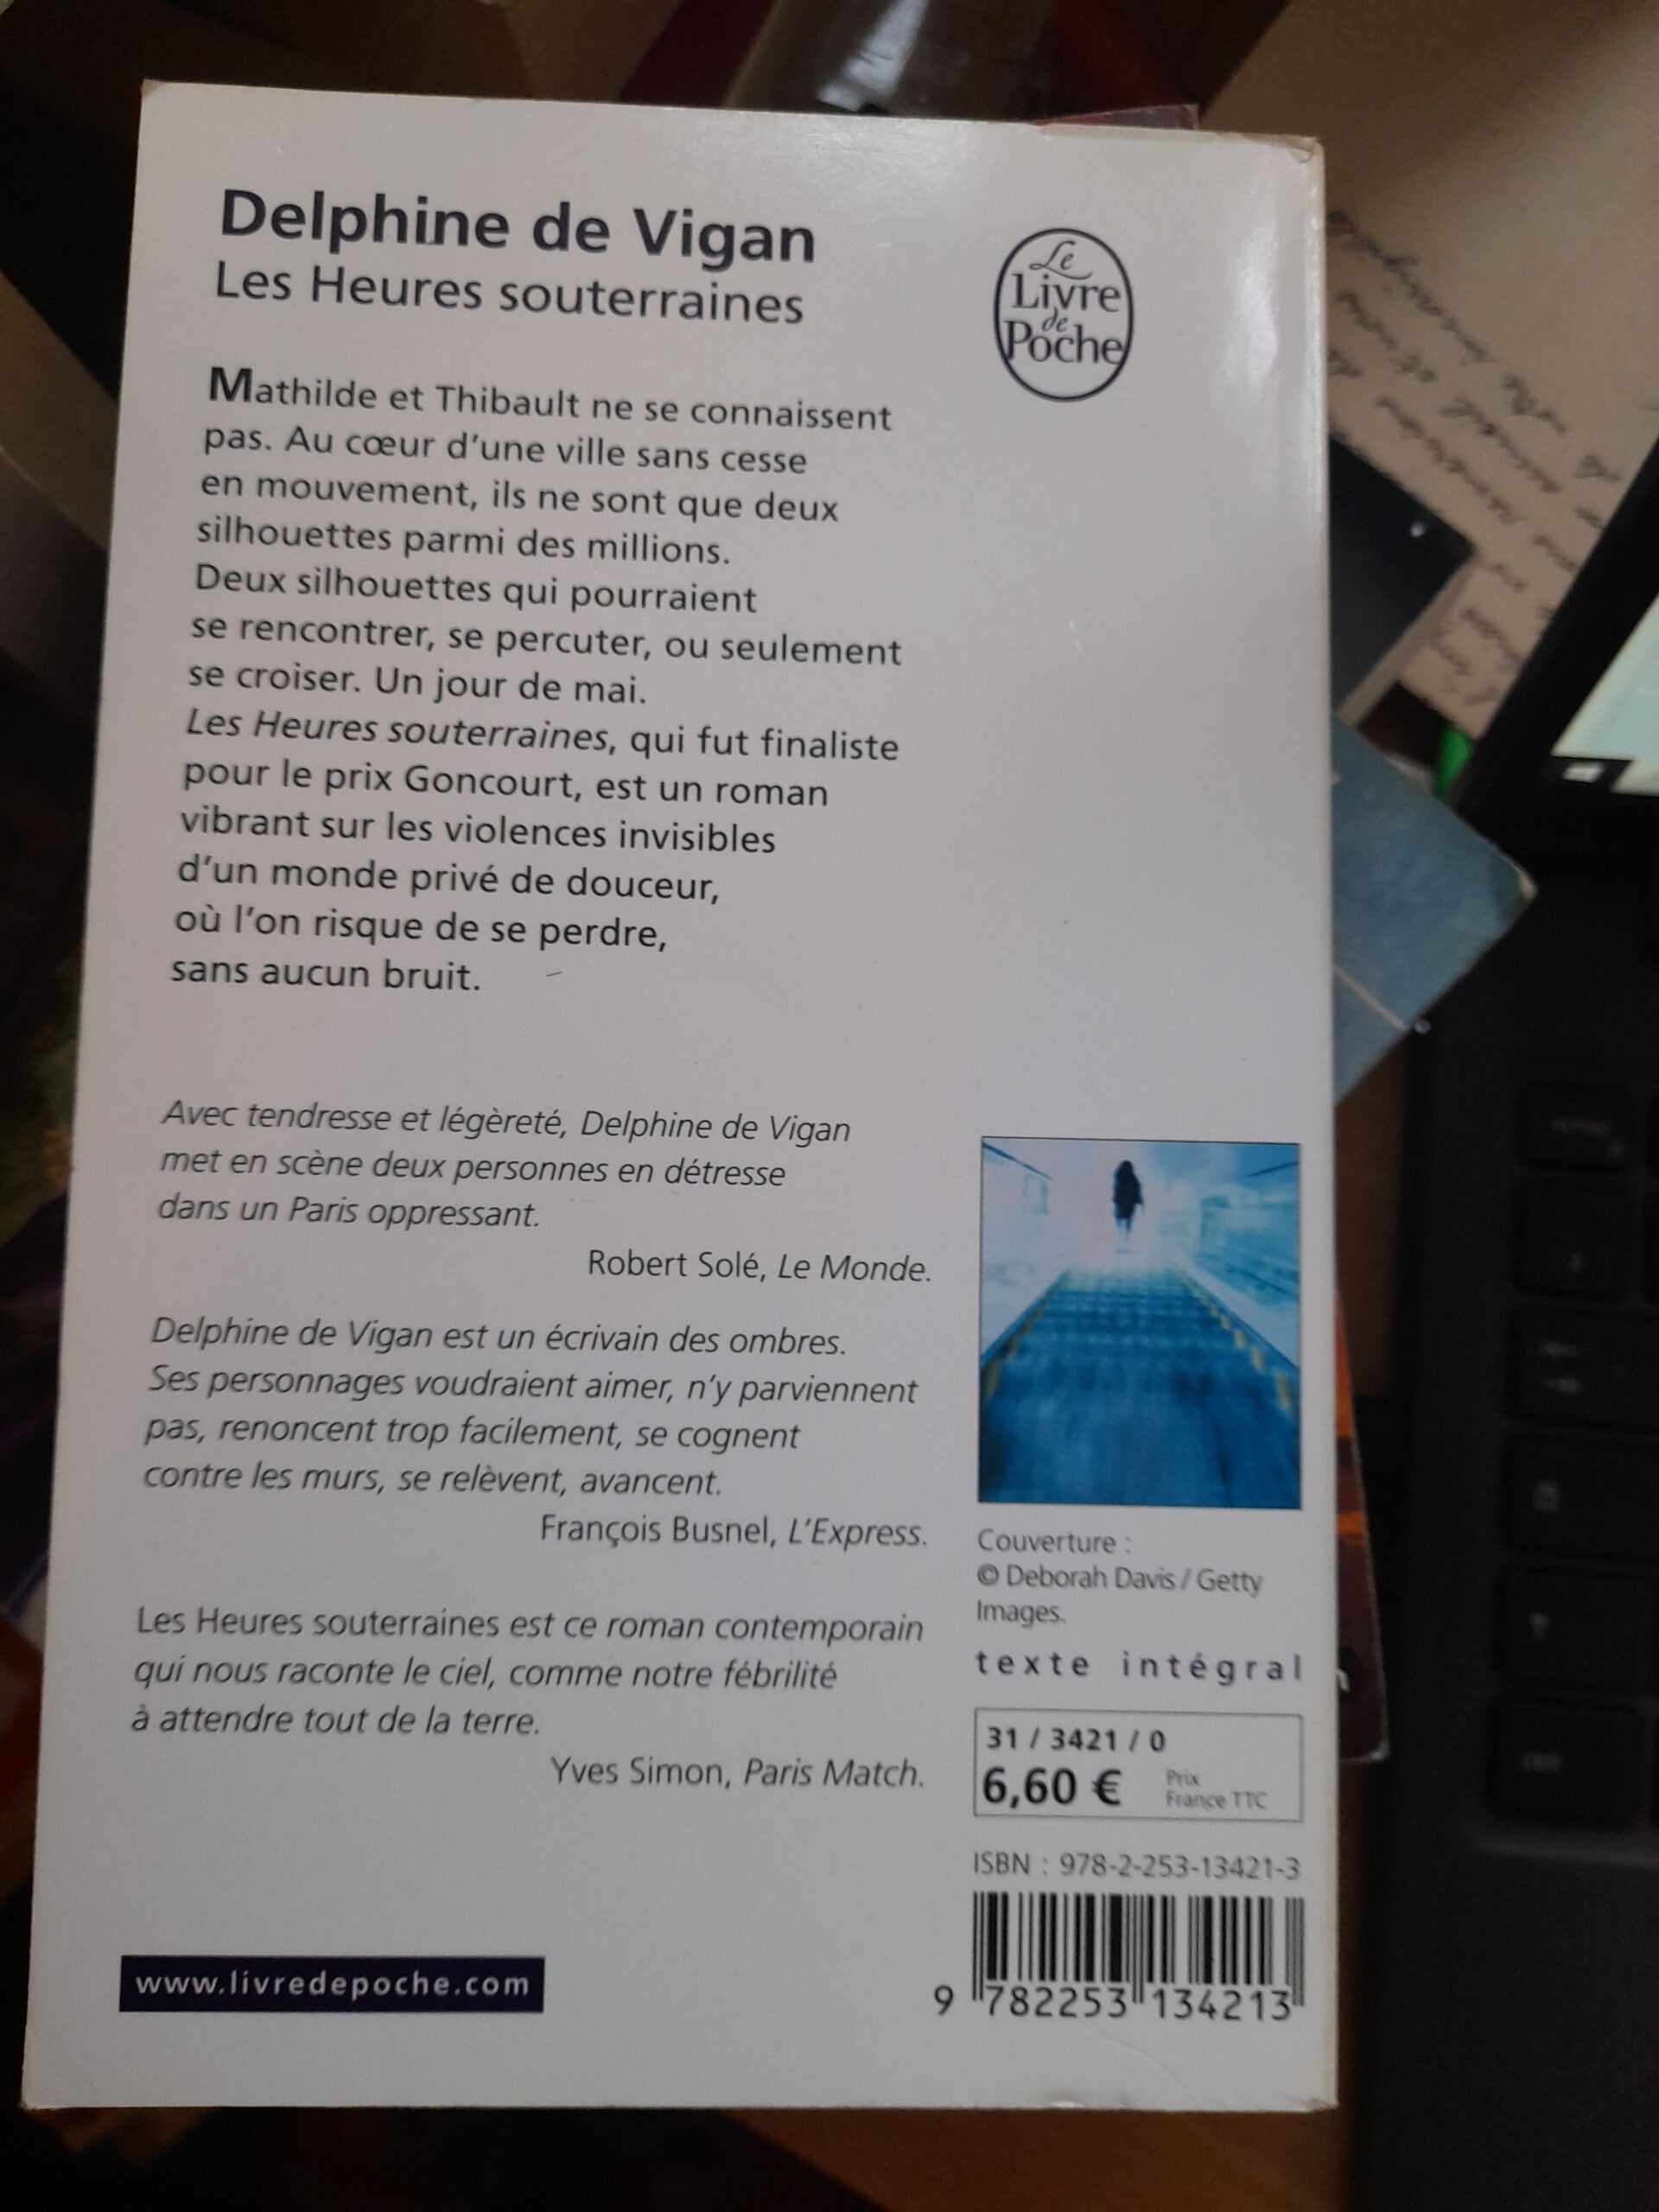 Delphine de Vigan
Les Heures souterraines
Le
Livre
de
Poche
Mathilde et Thibault ne se connaissent
pas. Au cœur d'une ville sans cesse
en mouvement, ils ne sont que deux
silhouettes parmi des millions.
Deux silhouettes qui pourraient
se rencontrer, se percuter, ou seulement
se croiser. Un jour de mai.
Les Heures souterraines, qui fut finaliste
pour le prix Goncourt, est un roman
vibrant sur les violences invisibles
d'un monde privé de douceur,
où l'on risque de se perdre,
sans aucun bruit.
Avec tendresse et légèreté, Delphine de Vigan
met en scène deux personnes en détresse
dans un Paris oppressant.
Robert Solé, Le Monde.
Delphine de Vigan est un écrivain des ombres.
Ses personnages voudraient aimer, n'y parviennent
pas, renoncent trop facilement, se cognent
contre les murs, se relèvent, avancent.
François Busnel, L'Express.
Les Heures souterraines est ce roman contemporain
qui nous raconte le ciel, comme notre fébrilité
à attendre tout de la terre.
Yves Simon, Paris Match.
www.livredepoche.com
Couverture :
© Deborah Davis / Getty
Images.
texte intégral
31 / 3421 / 0
6,60 € Prix
France TTC
ISBN : 978-2-253-13421-3
9 782253 134213